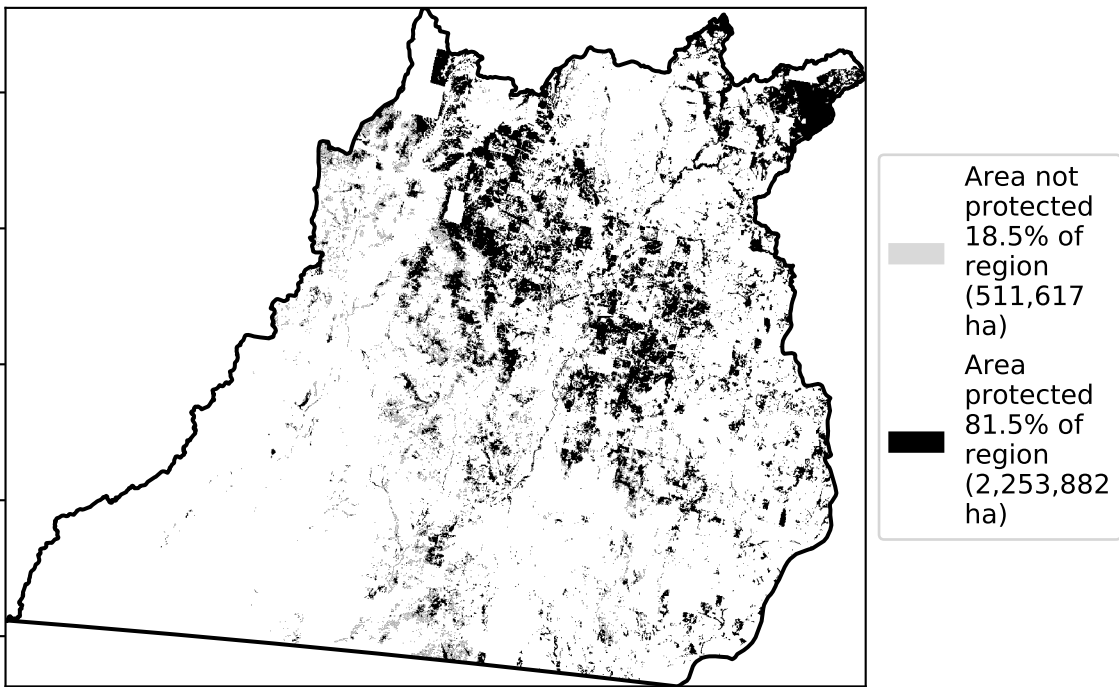 Area not
protected
18.5% of
region
(511,617
ha)
Area
protected
81.5% of
region
(2,253,882
ha)